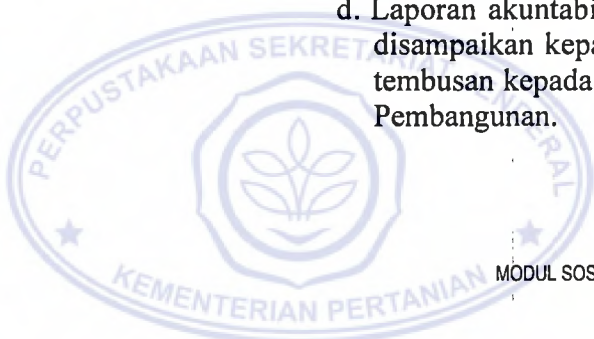 d. Laporan akuntabi
disampaikan kepa
tembusan kepada
Pembangunan.
PERPUSTAKAAN SEKRETARIAT JENDERAL
KEMENTERIAN PERTANIAN
MODUL SOS